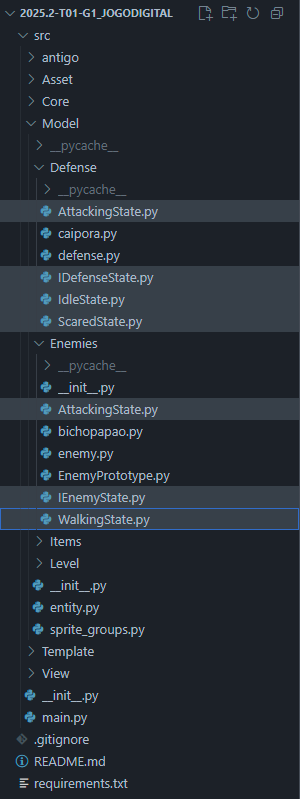 2025.2-T01-G1_JOGODIGITAL
src
antigo
Asset
Core
Model
__pycache__
Defense
__pycache__
AttackingState.py
caipora.py
defense.py
IDefenseState.py
IdleState.py
ScaredState.py
Enemies
__pycache__
__init__.py
AttackingState.py
bichopapao.py
enemy.py
EnemyPrototype.py
IEnemyState.py
WalkingState.py
Items
Level
__init__.py
entity.py
sprite_groups.py
Template
View
__init__.py
main.py
.gitignore
README.md
requirements.txt